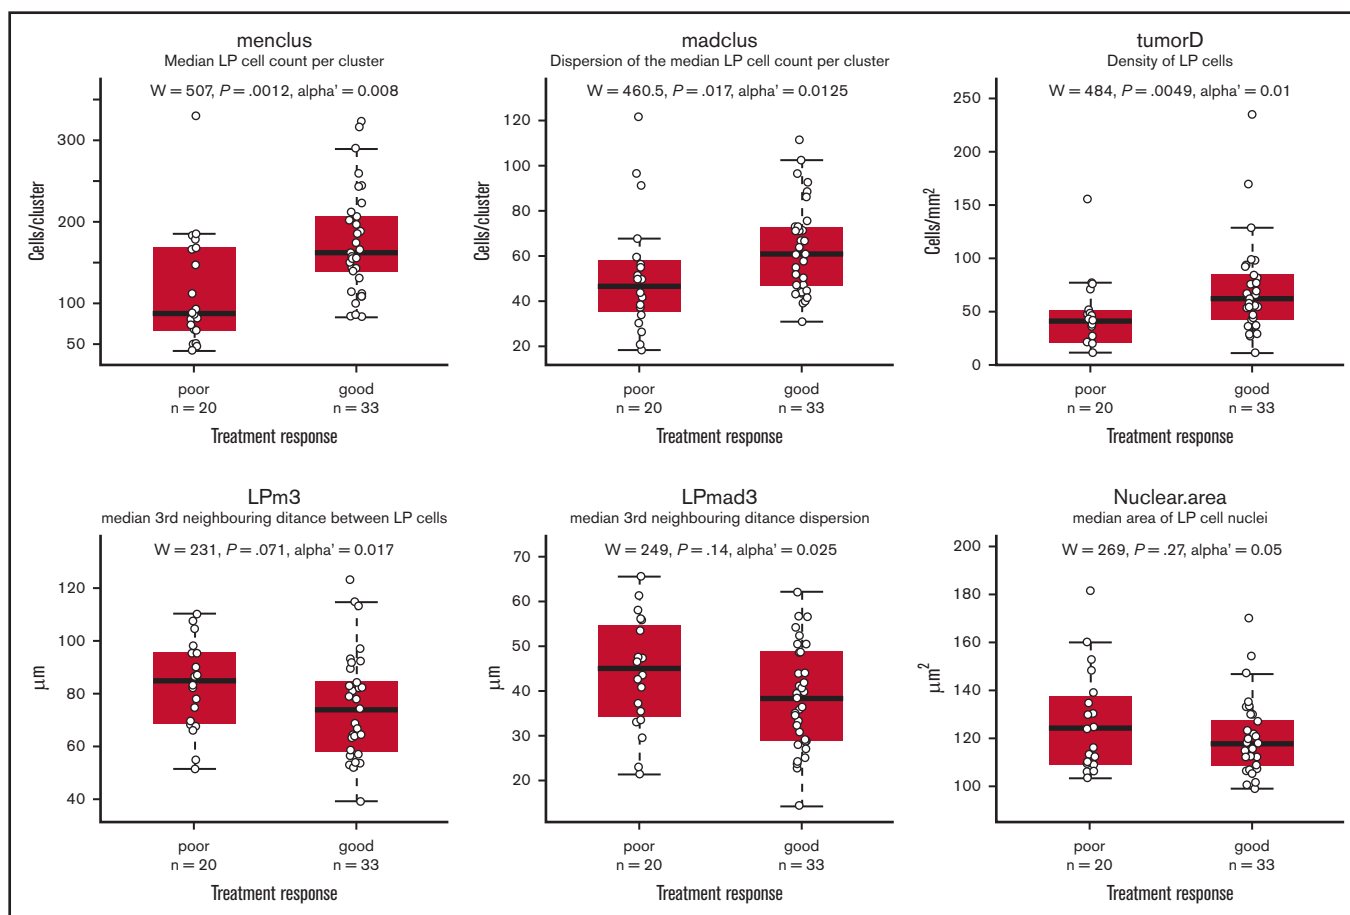 menclus
Median LP cell count per cluster
W = 507, P = .0012, alpha' = 0.008
Cells/cluster
300
200
100
50
poor
n = 20
good
n = 33
Treatment response
madclus
Dispersion of the median LP cell count per cluster
W = 460.5, P = .017, alpha' = 0.0125
Cells/cluster
120
100
80
60
40
20
poor
n = 20
good
n = 33
Treatment response
tumorD
Density of LP cells
W = 484, P = .0049, alpha' = 0.01
Cells/mm²
250
200
150
100
50
0
poor
n = 20
good
n = 33
Treatment response
LPm3
median 3rd neighbouring ditance between LP cells
W = 231, P = .071, alpha' = 0.017
μm
120
100
80
60
40
poor
n = 20
good
n = 33
Treatment response
LPmad3
median 3rd neighbouring ditance dispersion
W = 249, P = .14, alpha' = 0.025
μm
70
60
50
40
30
20
poor
n = 20
good
n = 33
Treatment response
Nuclear.area
median area of LP cell nuclei
W = 269, P = .27, alpha' = 0.05
μm²
200
180
160
140
120
100
poor
n = 20
good
n = 33
Treatment response